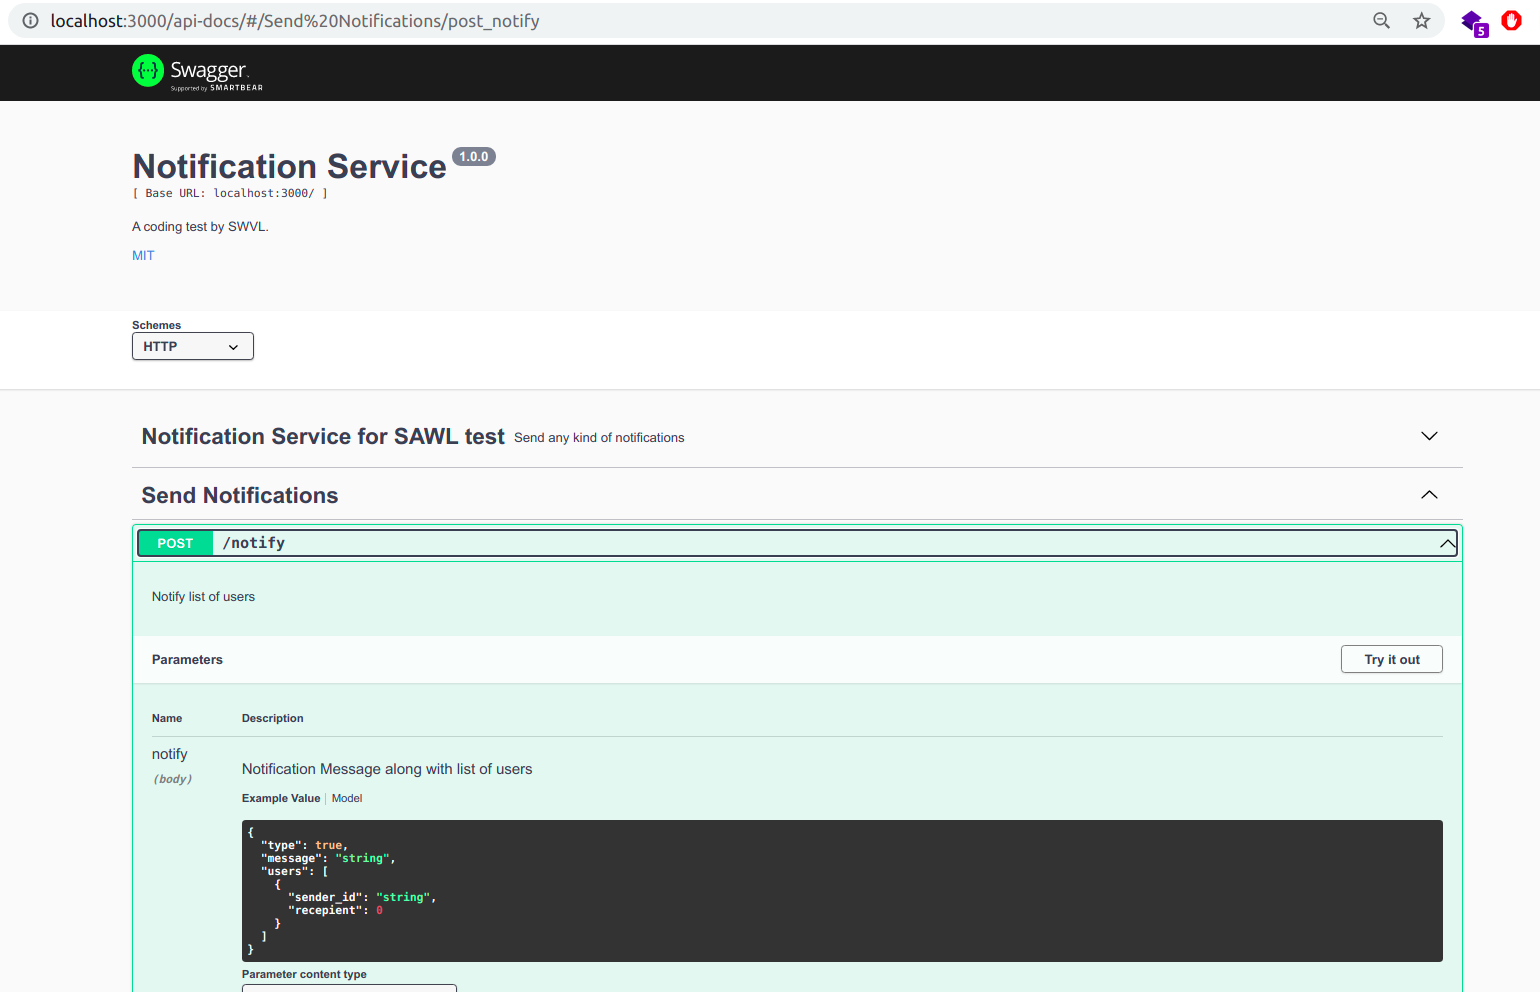 localhost:3000/api-docs/#/Send%20Notifications/post_notify
5
{···} Swagger.
Supported by SMARTBEAR
Notification Service 1.0.0
[ Base URL: localhost:3000/ ]
A coding test by SWVL.
MIT
Schemes
HTTP
Notification Service for SAWL test Send any kind of notifications
Send Notifications
POST /notify
Notify list of users
Parameters Try it out
Name Description
notify
(body)
Notification Message along with list of users
Example Value | Model
{
  "type": true,
  "message": "string",
  "users": [
    {
      "sender_id": "string",
      "recepient": 0
    }
  ]
}
Parameter content type